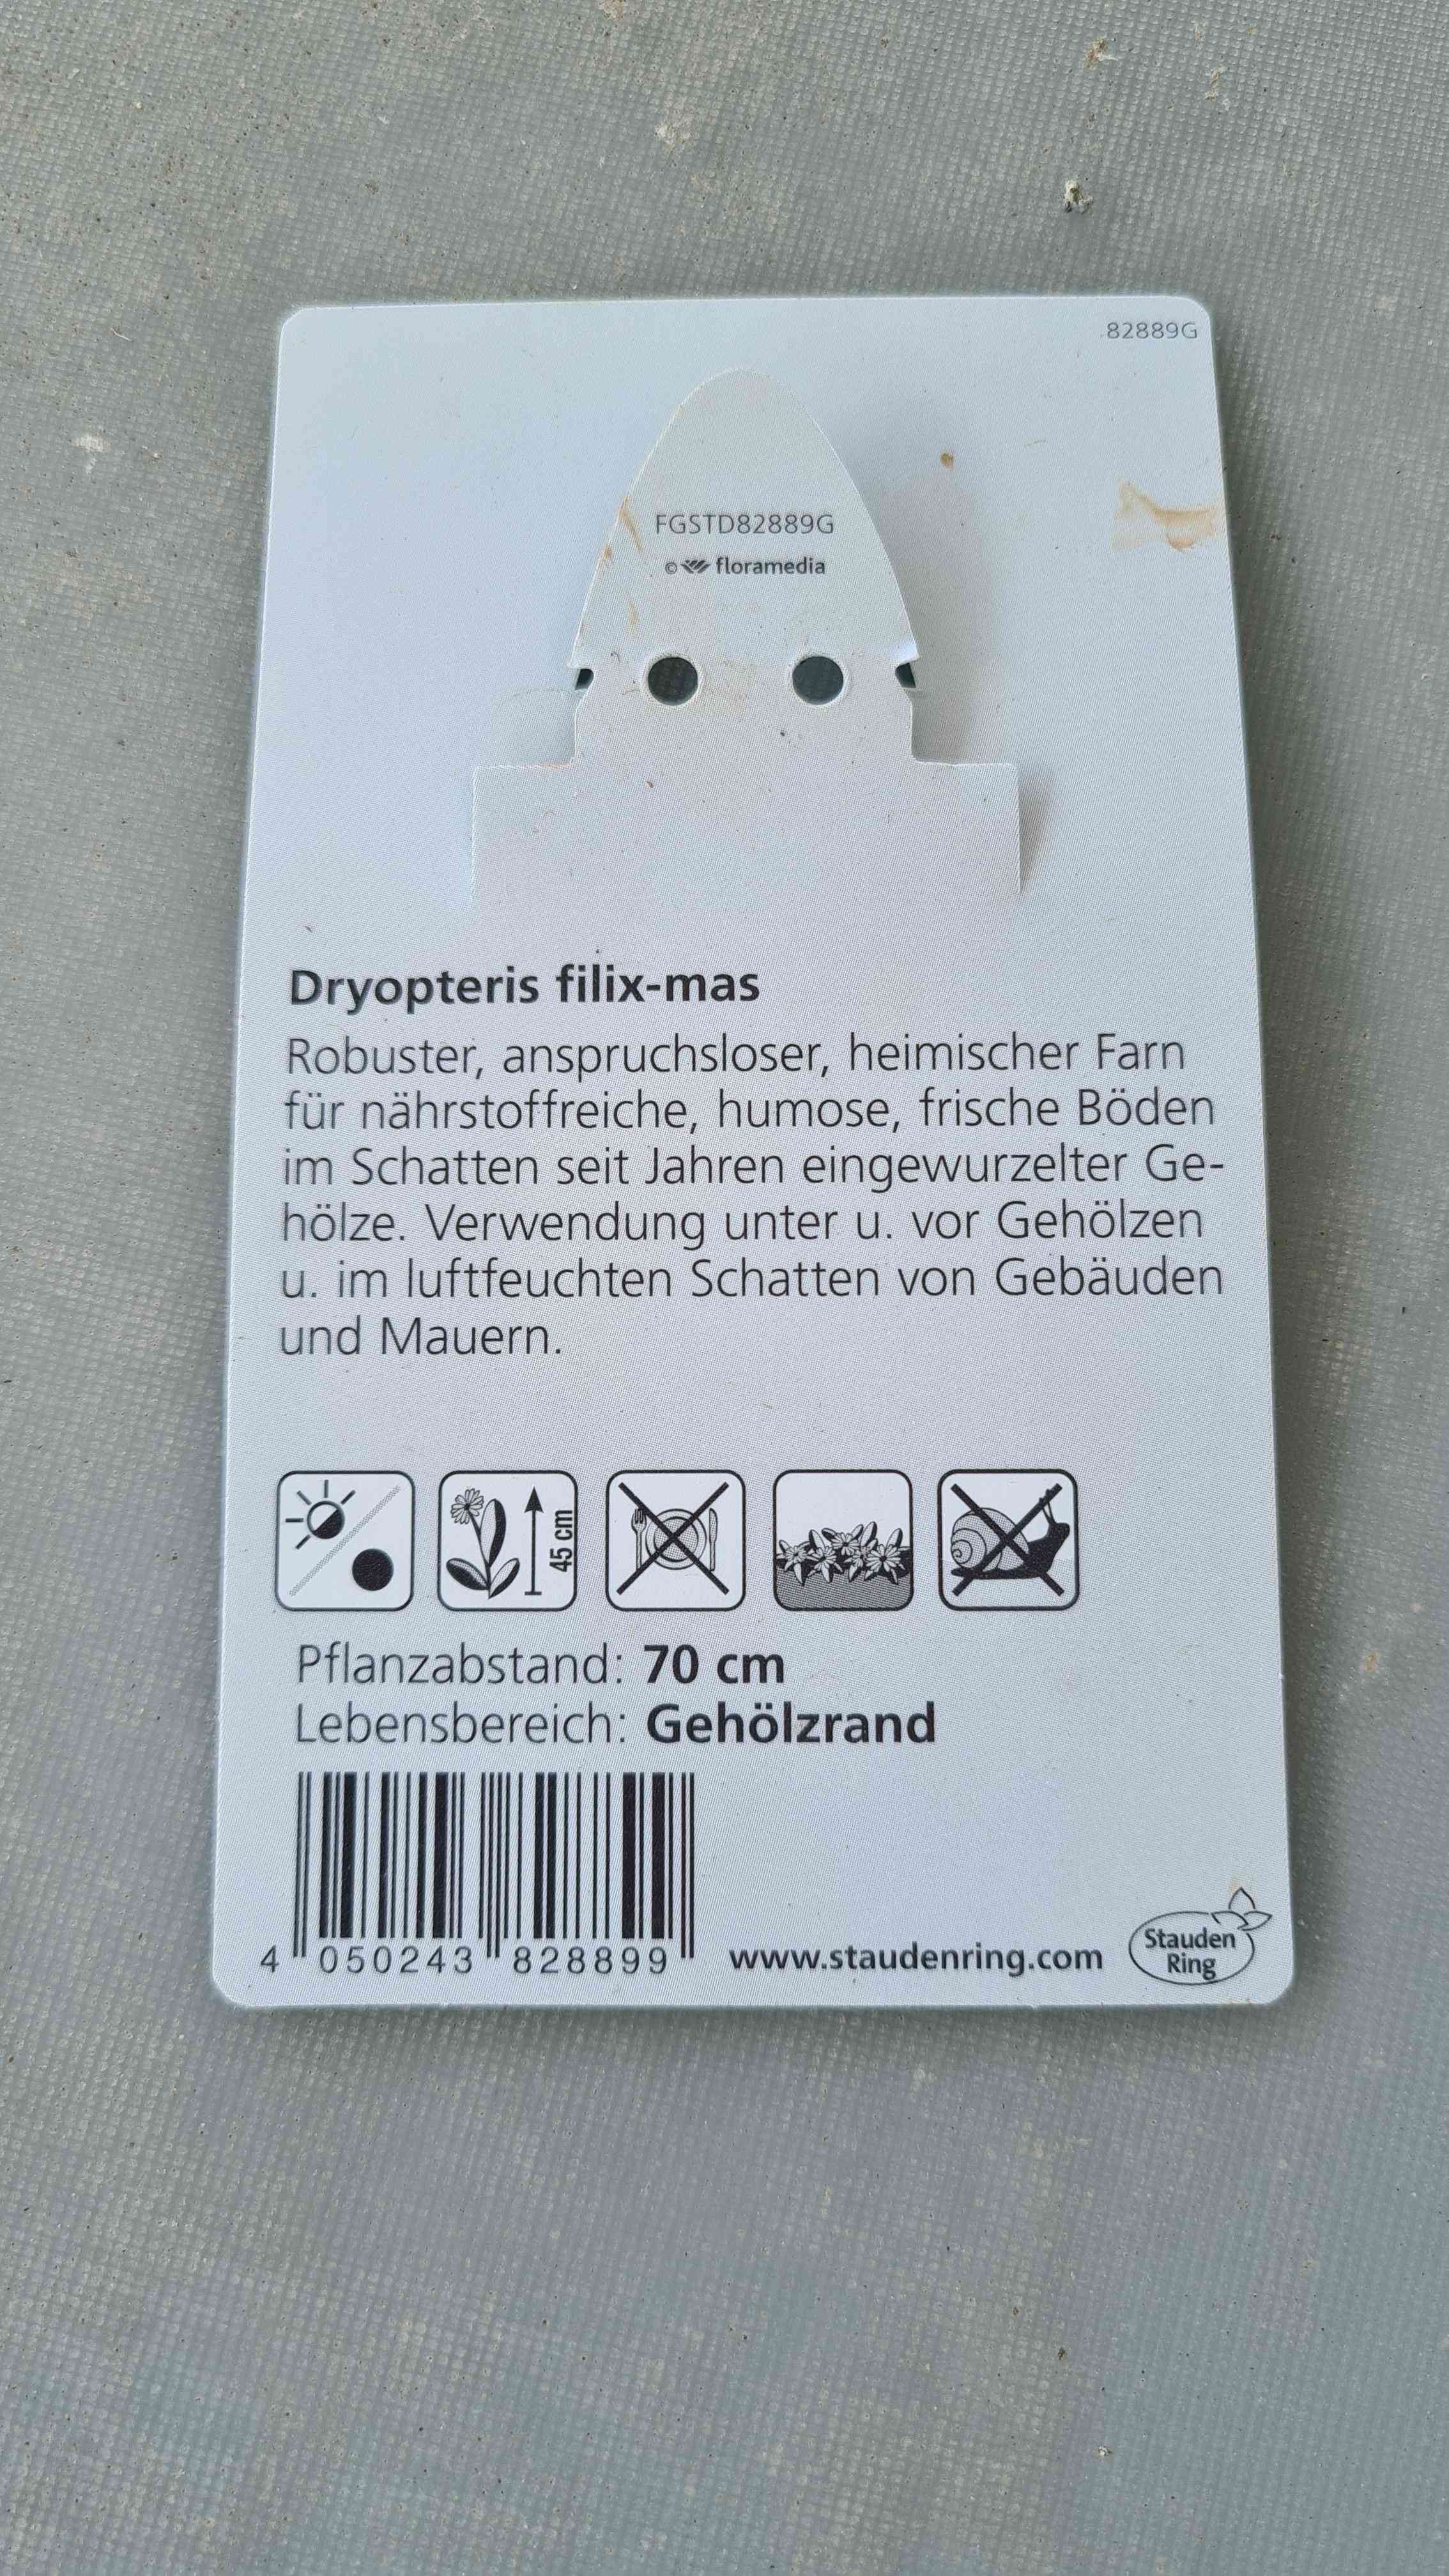 82889G
FGSTD82889G
© floramedia
Dryopteris filix-mas
Robuster, anspruchsloser, heimischer Farn
für nährstoffreiche, humose, frische Böden
im Schatten seit Jahren eingewurzelter Ge-
hölze. Verwendung unter u. vor Gehölzen
u. im luftfeuchten Schatten von Gebäuden
und Mauern.
45 cm
Pflanzabstand: 70 cm
Lebensbereich: Gehölzrand
4 050243 828899
www.staudenring.com
Stauden
Ring